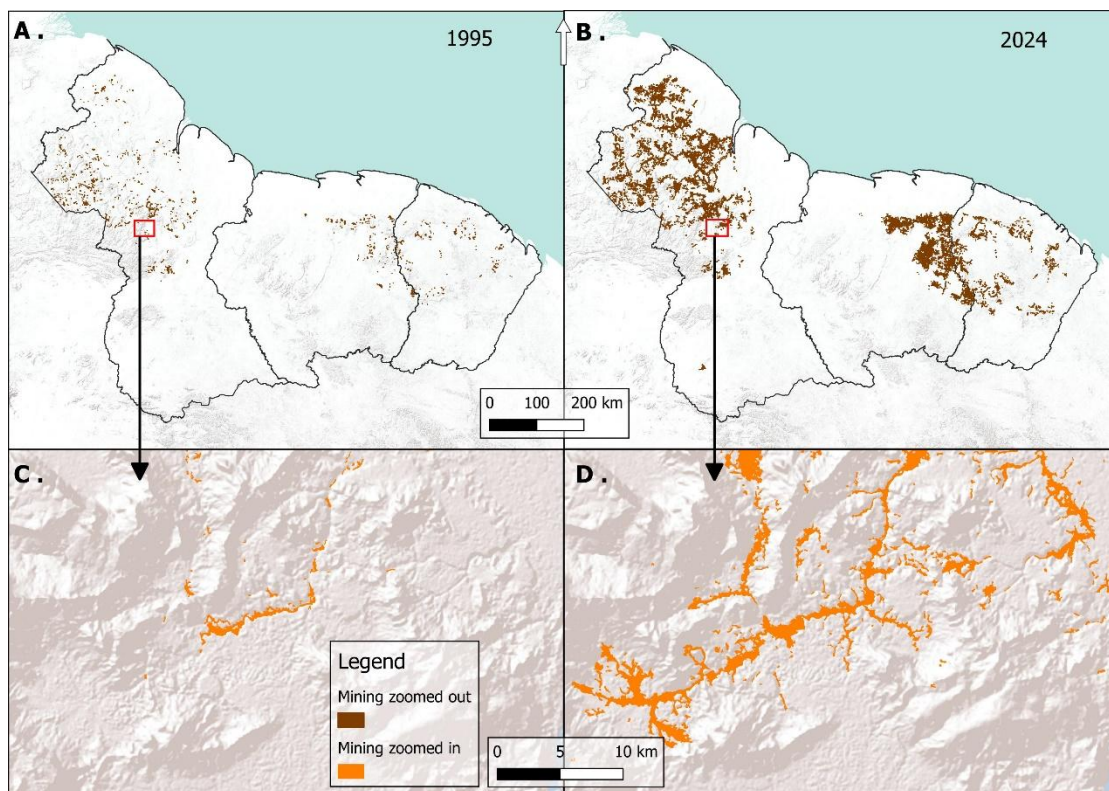 A .
1995
B .
2024
0 100 200 km
C .
D .
Legend
Mining zoomed out
Mining zoomed in
0 5 10 km